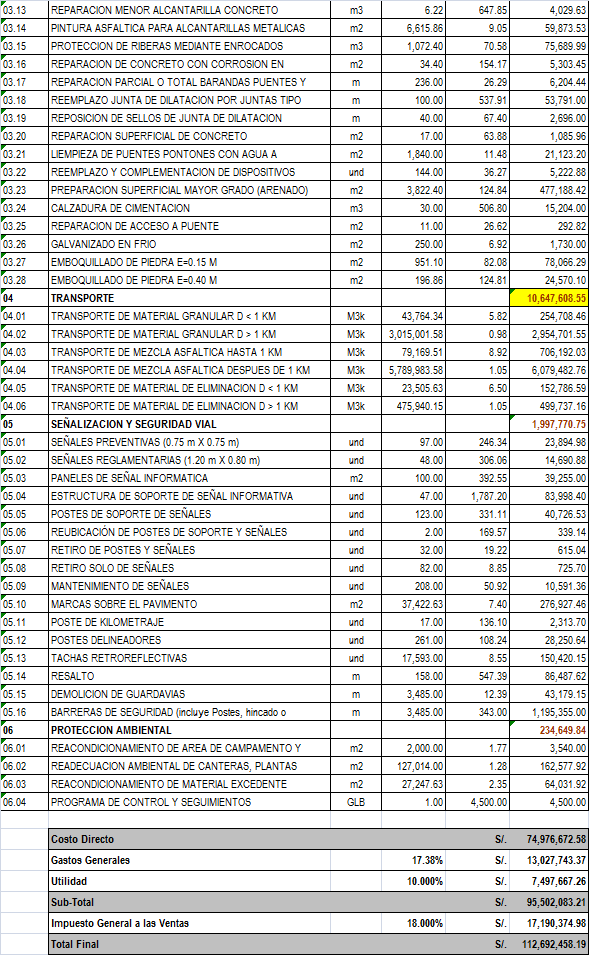 03.13 REPARACION MENOR ALCANTARILLA CONCRETO m3 6.22 647.85 4,029.63
03.14 PINTURA ASFALTICA PARA ALCANTARILLAS METALICAS m2 6,615.86 9.05 59,873.53
03.15 PROTECCION DE RIBERAS MEDIANTE ENROCADOS m3 1,072.40 70.58 75,689.99
03.16 REPARACION DE CONCRETO CON CORROSION EN m2 34.40 154.17 5,303.45
03.17 REPARACION PARCIAL O TOTAL BARANDAS PUENTES Y m 236.00 26.29 6,204.44
03.18 REEMPLAZO JUNTA DE DILATACION POR JUNTAS TIPO m 100.00 537.91 53,791.00
03.19 REPOSICION DE SELLOS DE JUNTA DE DILATACION m 40.00 67.40 2,696.00
03.20 REPARACION SUPERFICIAL DE CONCRETO m2 17.00 63.88 1,085.96
03.21 LIEMPIEZA DE PUENTES PONTONES CON AGUA A m2 1,840.00 11.48 21,123.20
03.22 REEMPLAZO Y COMPLEMENTACION DE DISPOSITIVOS und 144.00 36.27 5,222.88
03.23 PREPARACION SUPERFICIAL MAYOR GRADO (ARENADO) m2 3,822.40 124.84 477,188.42
03.24 CALZADURA DE CIMENTACION m3 30.00 506.80 15,204.00
03.25 REPARACION DE ACCESO A PUENTE m2 11.00 26.62 292.82
03.26 GALVANIZADO EN FRIO m2 250.00 6.92 1,730.00
03.27 EMBOQUILLADO DE PIEDRA E=0.15 M m2 951.10 82.08 78,066.29
03.28 EMBOQUILLADO DE PIEDRA E=0.40 M m2 196.86 124.81 24,570.10
04 TRANSPORTE 10,647,608.55
04.01 TRANSPORTE DE MATERIAL GRANULAR D < 1 KM M3k 43,764.34 5.82 254,708.46
04.02 TRANSPORTE DE MATERIAL GRANULAR D > 1 KM M3k 3,015,001.58 0.98 2,954,701.55
04.03 TRANSPORTE DE MEZCLA ASFALTICA HASTA 1 KM M3k 79,169.51 8.92 706,192.03
04.04 TRANSPORTE DE MEZCLA ASFALTICA DESPUES DE 1 KM M3k 5,789,983.58 1.05 6,079,482.76
04.05 TRANSPORTE DE MATERIAL DE ELIMINACION D < 1 KM M3k 23,505.63 6.50 152,786.59
04.06 TRANSPORTE DE MATERIAL DE ELIMINACION D > 1 KM M3k 475,940.15 1.05 499,737.16
05 SEÑALIZACION Y SEGURIDAD VIAL 1,997,770.75
05.01 SEÑALES PREVENTIVAS (0.75 m X 0.75 m) und 97.00 246.34 23,894.98
05.02 SEÑALES REGLAMENTARIAS (1.20 m X 0.80 m) und 48.00 306.06 14,690.88
05.03 PANELES DE SEÑAL INFORMATICA m2 100.00 392.55 39,255.00
05.04 ESTRUCTURA DE SOPORTE DE SEÑAL INFORMATIVA und 47.00 1,787.20 83,998.40
05.05 POSTES DE SOPORTE DE SEÑALES und 123.00 331.11 40,726.53
05.06 REUBICACIÓN DE POSTES DE SOPORTE Y SEÑALES und 2.00 169.57 339.14
05.07 RETIRO DE POSTES Y SEÑALES und 32.00 19.22 615.04
05.08 RETIRO SOLO DE SEÑALES und 82.00 8.85 725.70
05.09 MANTENIMIENTO DE SEÑALES und 208.00 50.92 10,591.36
05.10 MARCAS SOBRE EL PAVIMENTO m2 37,422.63 7.40 276,927.46
05.11 POSTE DE KILOMETRAJE und 17.00 136.10 2,313.70
05.12 POSTES DELINEADORES und 261.00 108.24 28,250.64
05.13 TACHAS RETROREFLECTIVAS und 17,593.00 8.55 150,420.15
05.14 RESALTO m 158.00 547.39 86,487.62
05.15 DEMOLICION DE GUARDAVIAS m 3,485.00 12.39 43,179.15
05.16 BARRERAS DE SEGURIDAD (incluye Postes, hincado o m 3,485.00 343.00 1,195,355.00
06 PROTECCION AMBIENTAL 234,649.84
06.01 REACONDICIONAMIENTO DE AREA DE CAMPAMENTO Y m2 2,000.00 1.77 3,540.00
06.02 READECUACION AMBIENTAL DE CANTERAS, PLANTAS m2 127,014.00 1.28 162,577.92
06.03 REACONDICIONAMIENTO DE MATERIAL EXCEDENTE m2 27,247.63 2.35 64,031.92
06.04 PROGRAMA DE CONTROL Y SEGUIMIENTOS GLB 1.00 4,500.00 4,500.00
Costo Directo S/. 74,976,672.58
Gastos Generales 17.38% S/. 13,027,743.37
Utilidad 10.000% S/. 7,497,667.26
Sub-Total S/. 95,502,083.21
Impuesto General a las Ventas 18.000% S/. 17,190,374.98
Total Final S/. 112,692,458.19